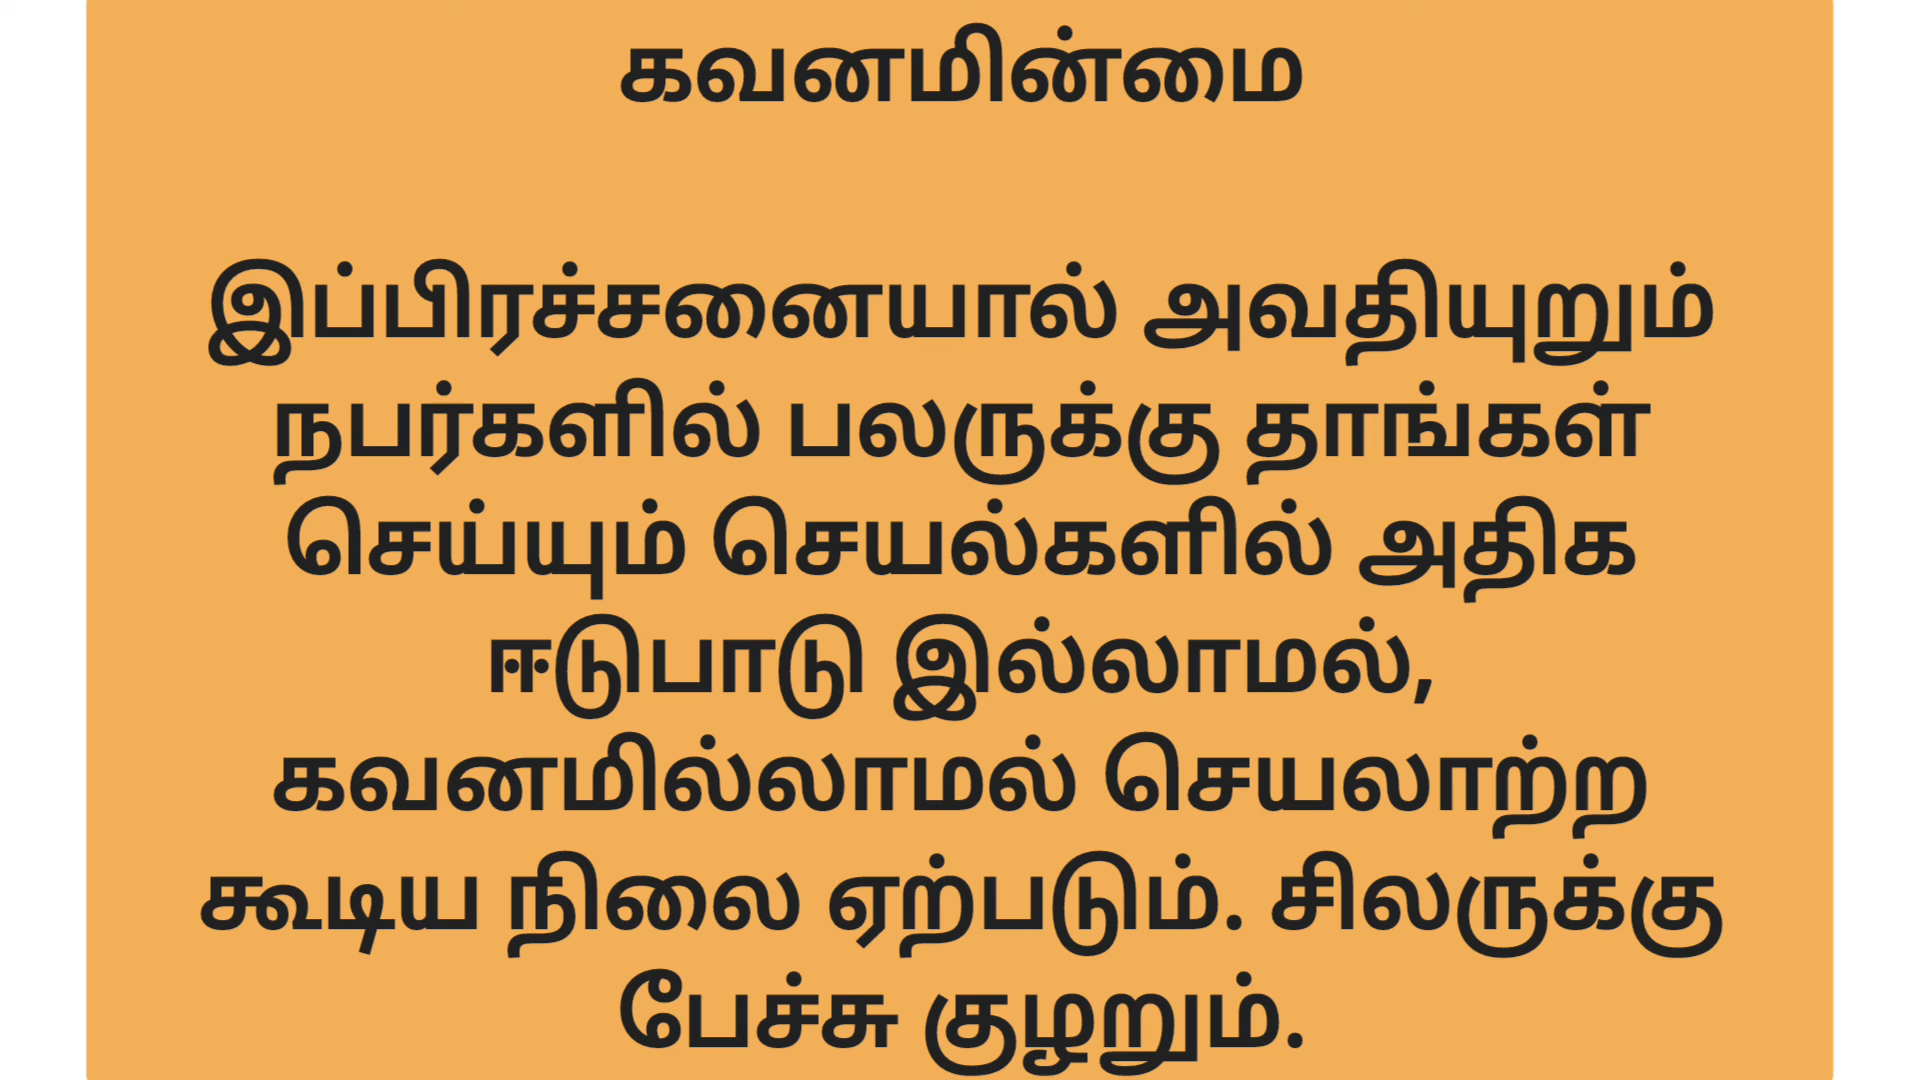 கவனமின்மை
இப்பிரச்சனையால் அவதியுறும்
நபர்களில் பலருக்கு தாங்கள்
செய்யும் செயல்களில் அதிக
ஈடுபாடு இல்லாமல்,
கவனமில்லாமல் செயலாற்ற
கூடிய நிலை ஏற்படும். சிலருக்கு
பேச்சு குழறும்.